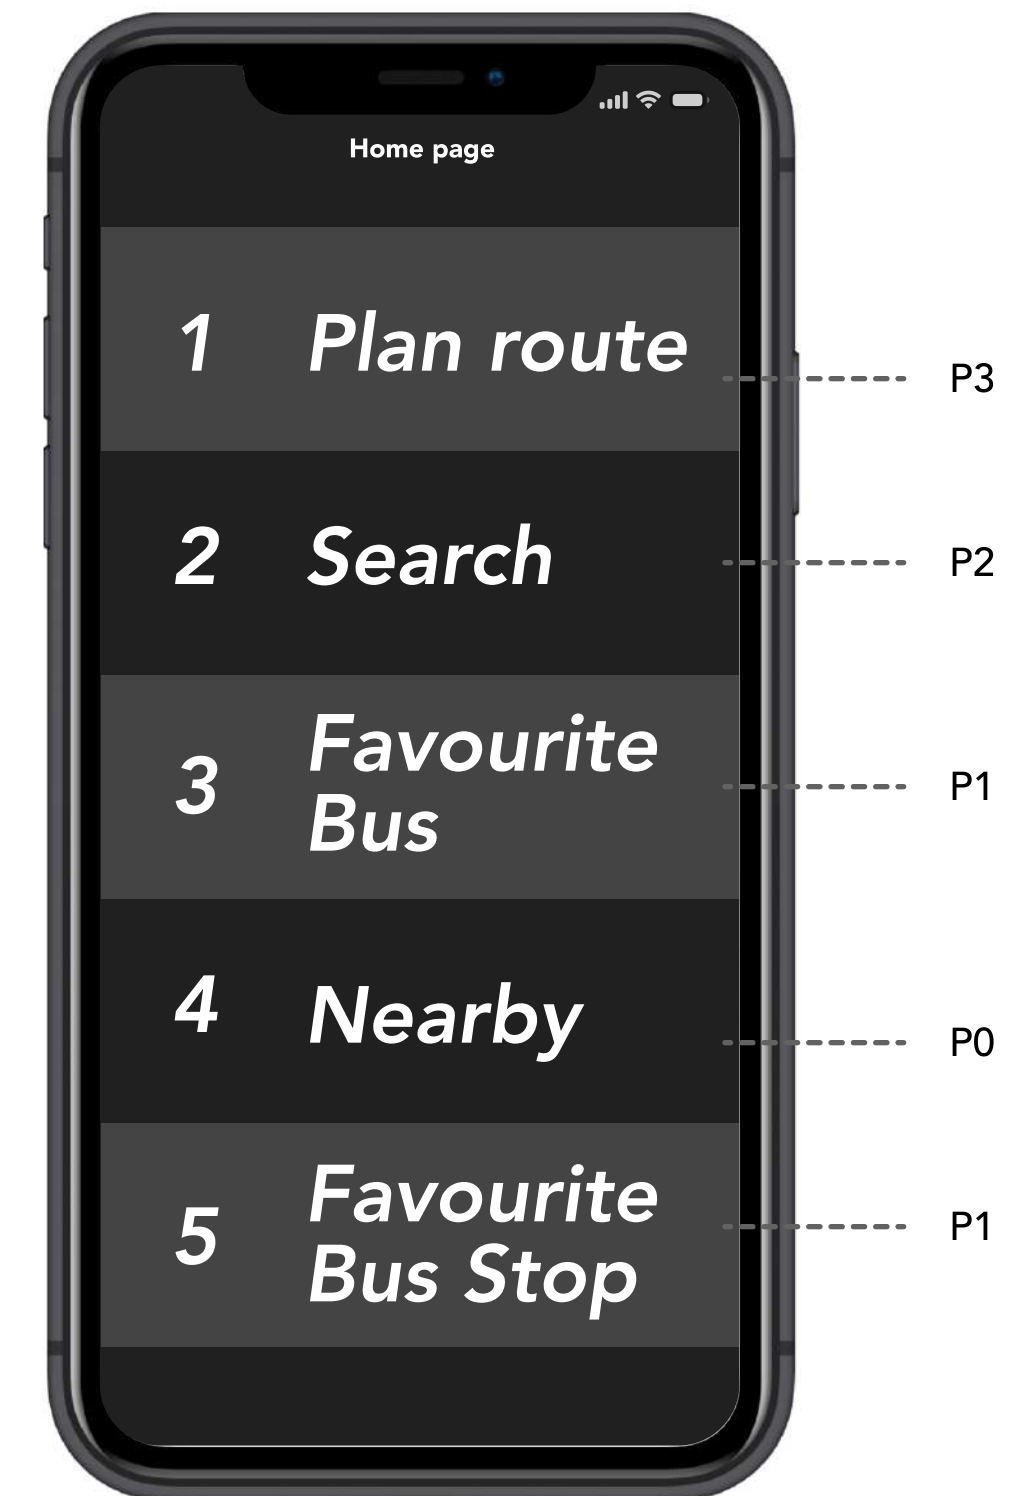 Home page
1 Plan route
P3
2 Search
P2
3 Favourite
Bus
P1
4 Nearby
P0
5 Favourite
Bus Stop
P1